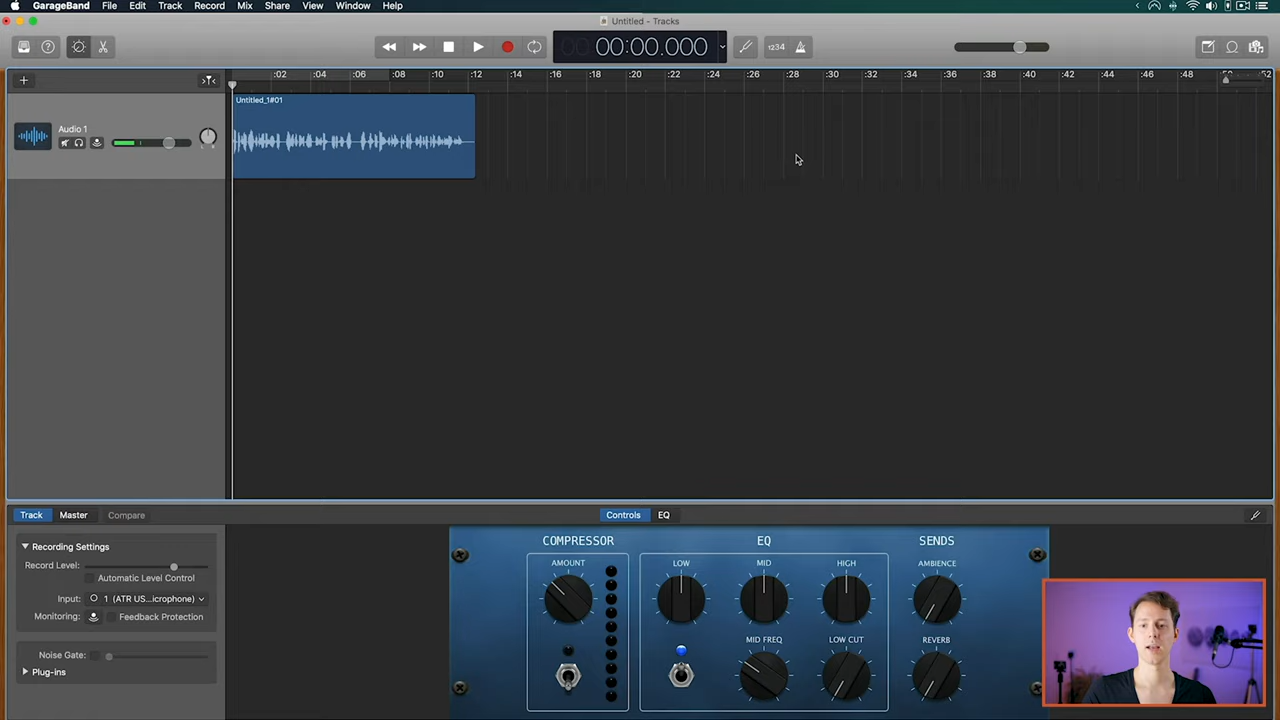 GarageBand File Edit Track Record Mix Share View Window Help
Untitled - Tracks
00:00.000
1234
:02 :04 :06 :08 :10 :12 :14 :16 :18 :20 :22 :24 :26 :28 :30 :32 :34 :36 :38 :40 :42 :44 :46 :48 :52
Untitled_1#01
Audio 1
L R
Track Master Compare
Controls EQ
Recording Settings
Record Level:
Automatic Level Control
Input: 1 (ATR US...icrophone)
Monitoring: Feedback Protection
Noise Gate:
Plug-ins
COMPRESSOR
AMOUNT
EQ
LOW MID HIGH
MID FREQ LOW CUT
SENDS
AMBIENCE
REVERB